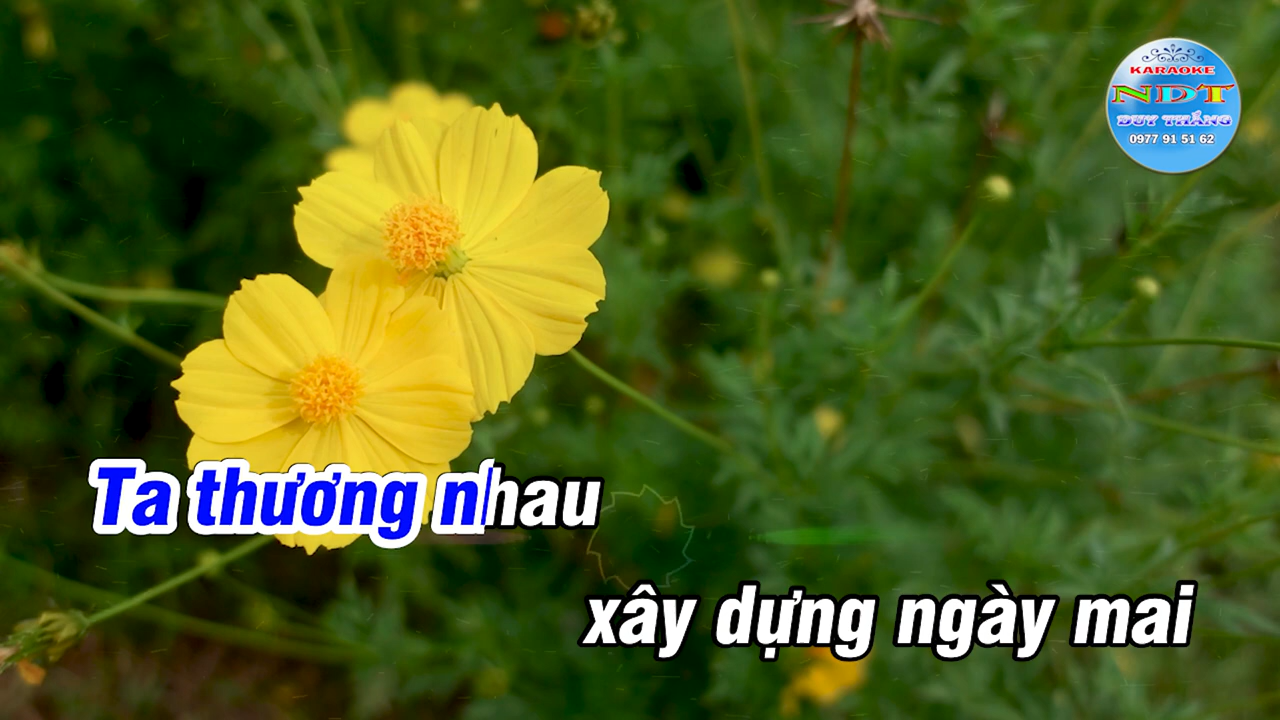 KARAOKE
NDT
DUY THẮNG
0977 91 51 62
Ta thương nhau
xây dựng ngày mai